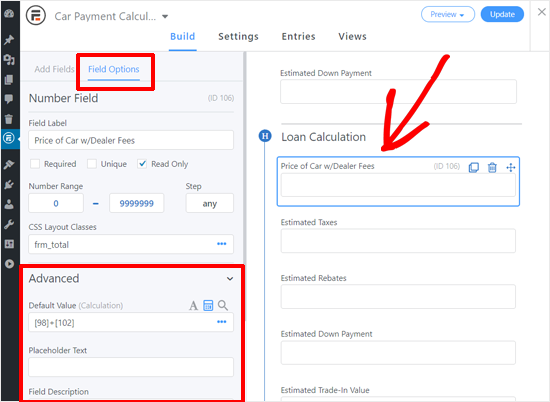 Car Payment Calcul...
Preview
Update
Build
Settings
Entries
Views
Add Fields
Field Options
Number Field
(ID 106)
Field Label
Price of Car w/Dealer Fees
Required
Unique
Read Only
Number Range
Step
0
–
9999999
any
CSS Layout Classes
frm_total
Advanced
Default Value (Calculation)
A
[98]+[102]
Placeholder Text
Field Description
Estimated Down Payment
H
Loan Calculation
Price of Car w/Dealer Fees
(ID 106)
Estimated Taxes
Estimated Rebates
Estimated Down Payment
Estimated Trade-In Value